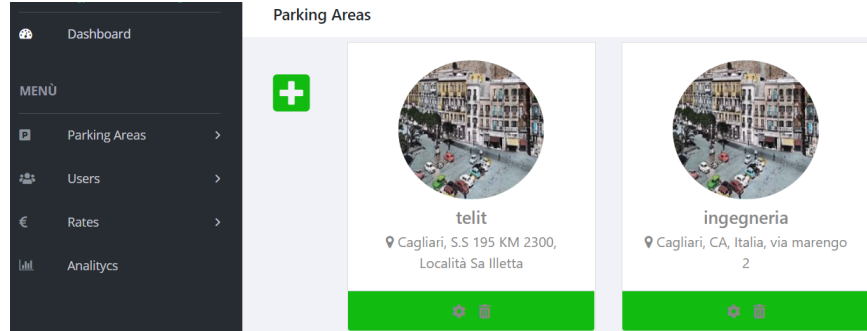 Dashboard
MENÙ
Parking Areas
Users
Rates
Analitycs
Parking Areas
telit
Cagliari, S.S 195 KM 2300,
Località Sa Illetta
ingegneria
Cagliari, CA, Italia, via marengo
2